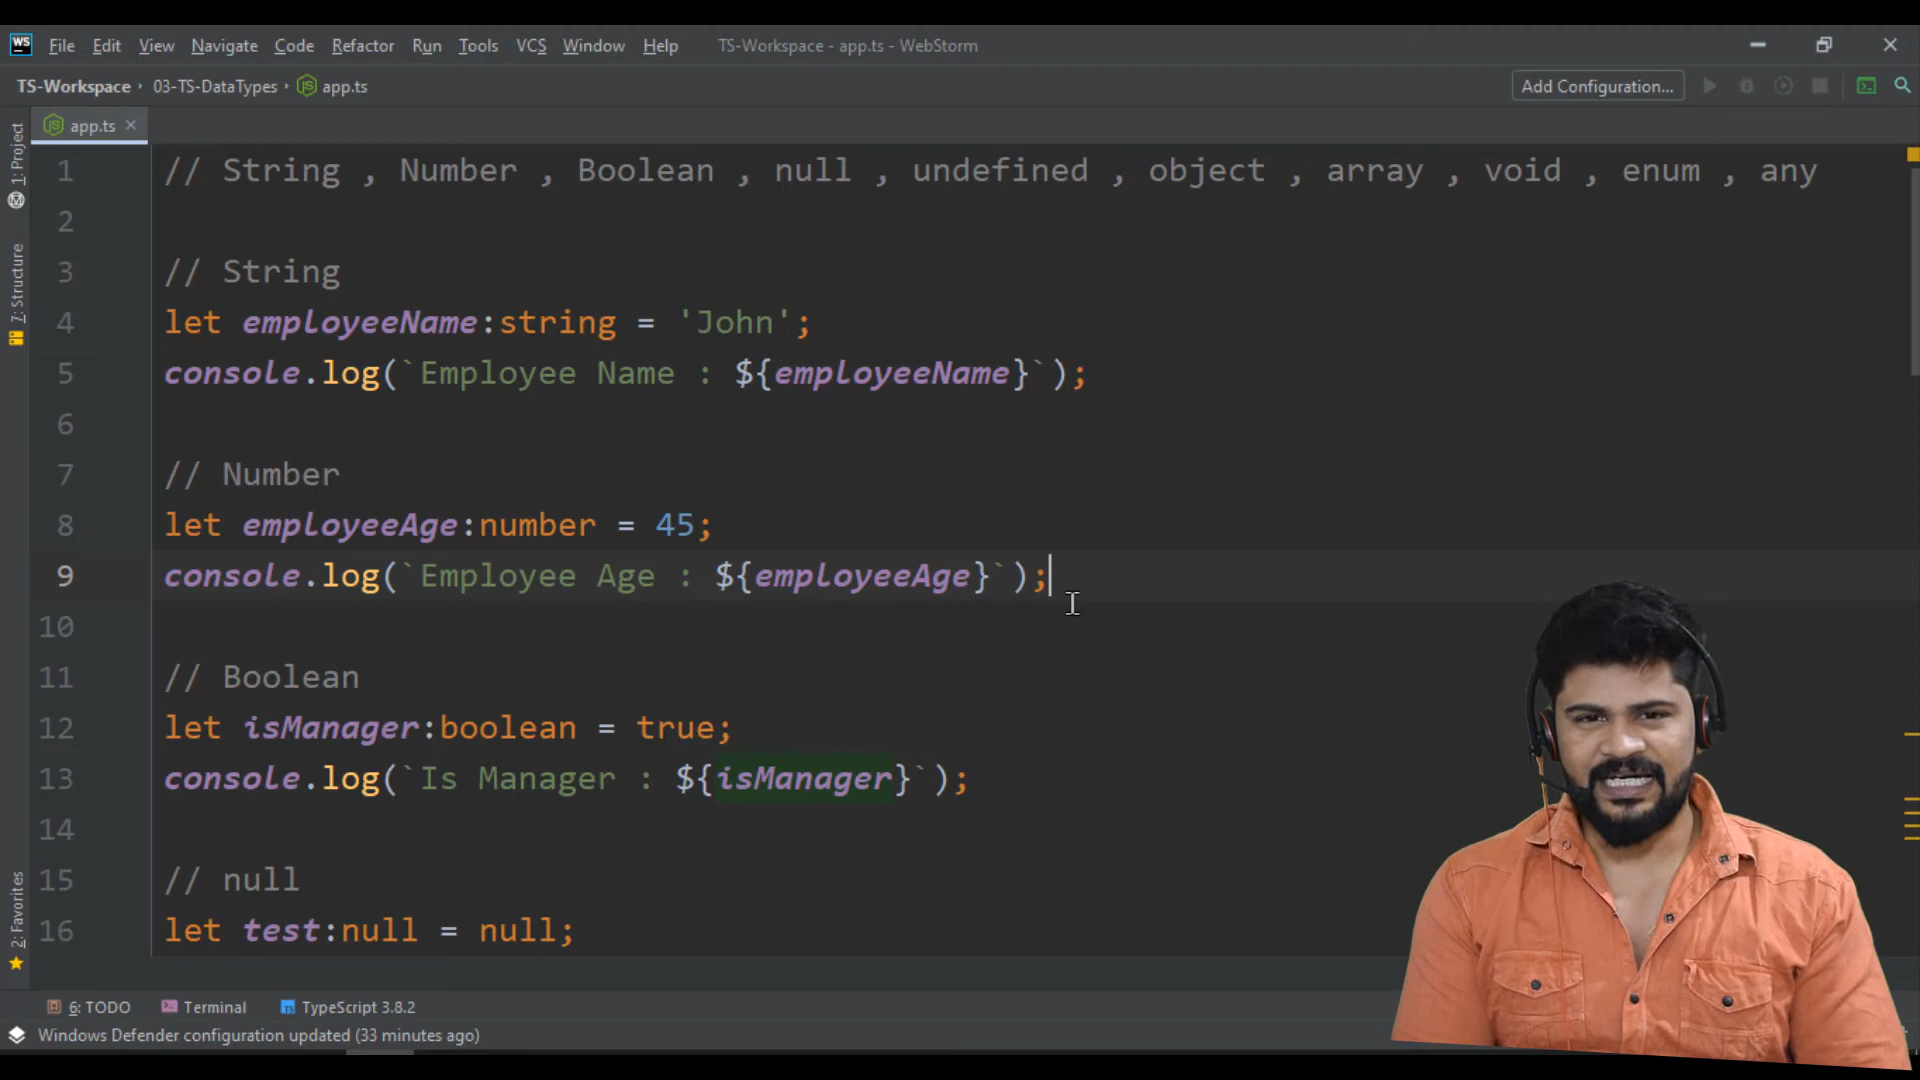 WS File Edit View Navigate Code Refactor Run Tools VCS Window Help TS-Workspace - app.ts - WebStorm
TS-Workspace › 03-TS-DataTypes › app.ts Add Configuration...
app.ts
1 // String , Number , Boolean , null , undefined , object , array , void , enum , any
2
3 // String
4 let employeeName:string = 'John';
5 console.log(`Employee Name : ${employeeName}`);
6
7 // Number
8 let employeeAge:number = 45;
9 console.log(`Employee Age : ${employeeAge}`);
10
11 // Boolean
12 let isManager:boolean = true;
13 console.log(`Is Manager : ${isManager}`);
14
15 // null
16 let test:null = null;
1: Project
7: Structure
2: Favorites
6: TODO Terminal TypeScript 3.8.2
Windows Defender configuration updated (33 minutes ago)